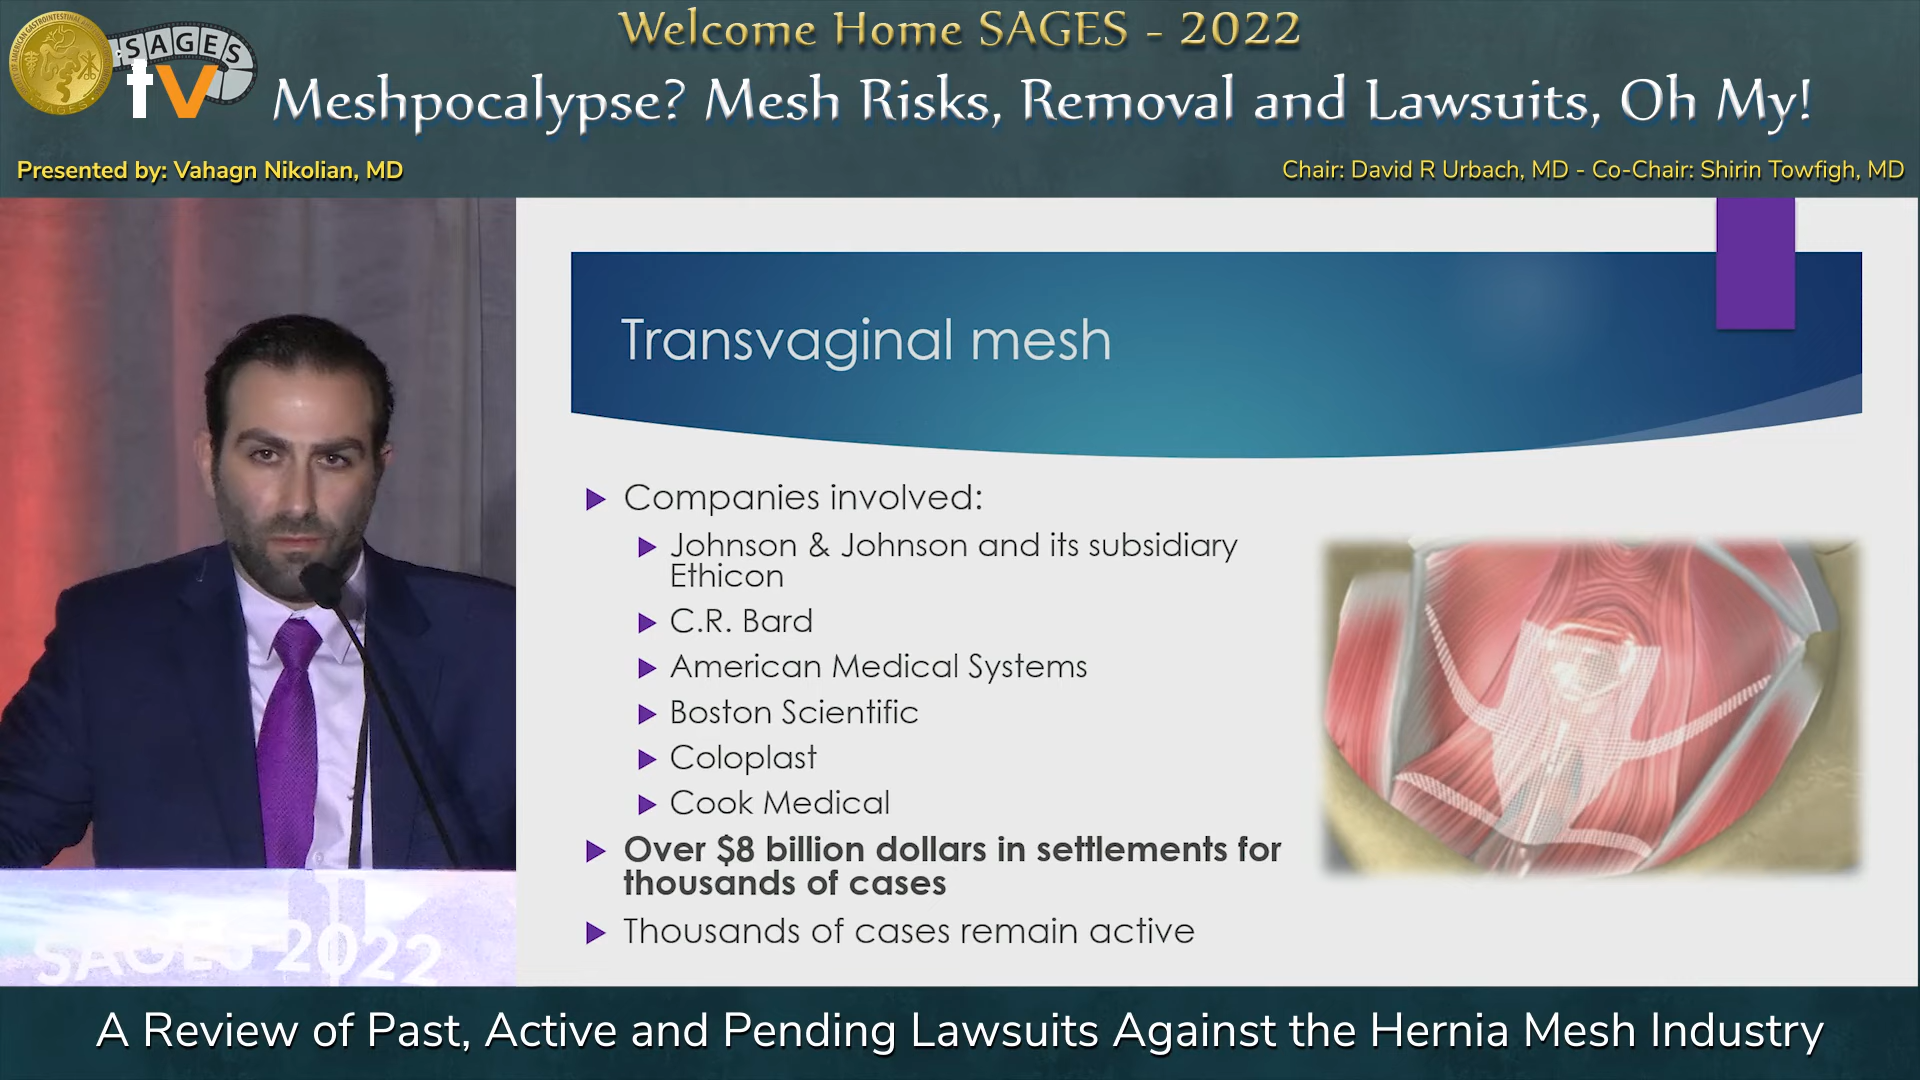 Welcome Home SAGES - 2022
SAGES
tv
Meshpocalypse? Mesh Risks, Removal and Lawsuits, Oh My!
Presented by: Vahagn Nikolian, MD
Chair: David R Urbach, MD - Co-Chair: Shirin Towfigh, MD
Transvaginal mesh
Companies involved:
Johnson & Johnson and its subsidiary
Ethicon
C.R. Bard
American Medical Systems
Boston Scientific
Coloplast
Cook Medical
Over $8 billion dollars in settlements for
thousands of cases
Thousands of cases remain active
SAGES 2022
A Review of Past, Active and Pending Lawsuits Against the Hernia Mesh Industry